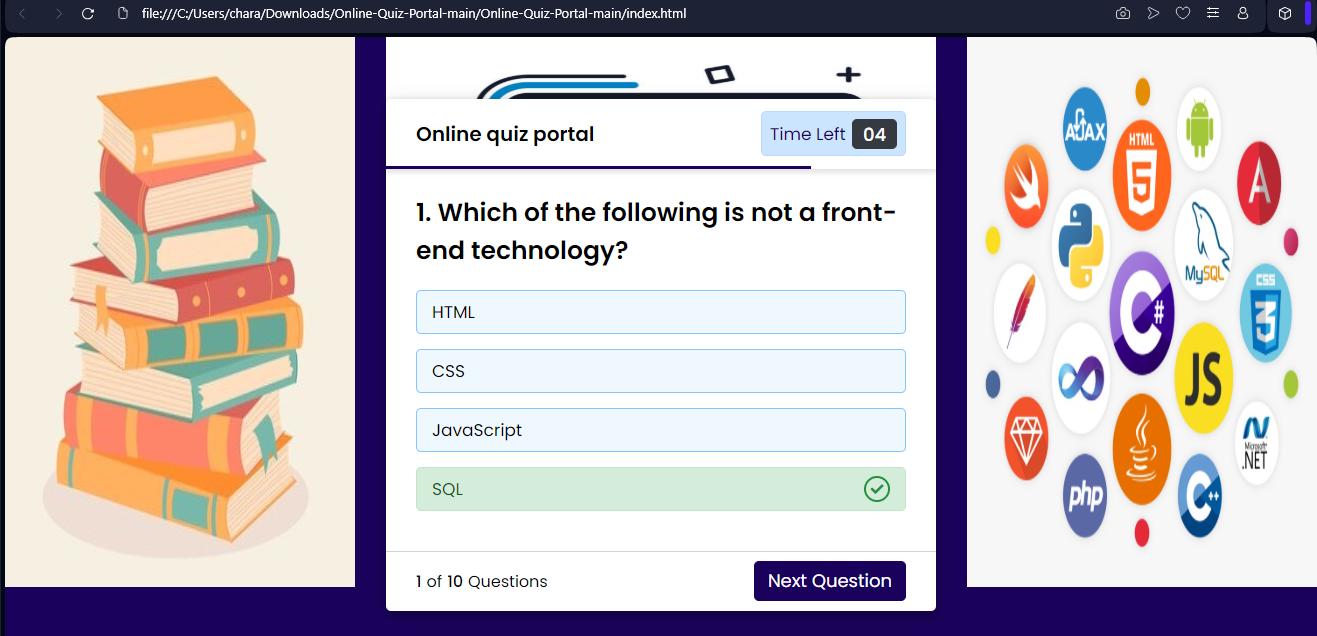 file:///C:/Users/chara/Downloads/Online-Quiz-Portal-main/Online-Quiz-Portal-main/index.html
Online quiz portal
Time Left 04
1. Which of the following is not a front-
end technology?
HTML
CSS
JavaScript
SQL
1 of 10 Questions
Next Question
AJAX
HTML
5
A
MySQL
C#
CSS
3
JS
Microsoft
.NET
php
C++